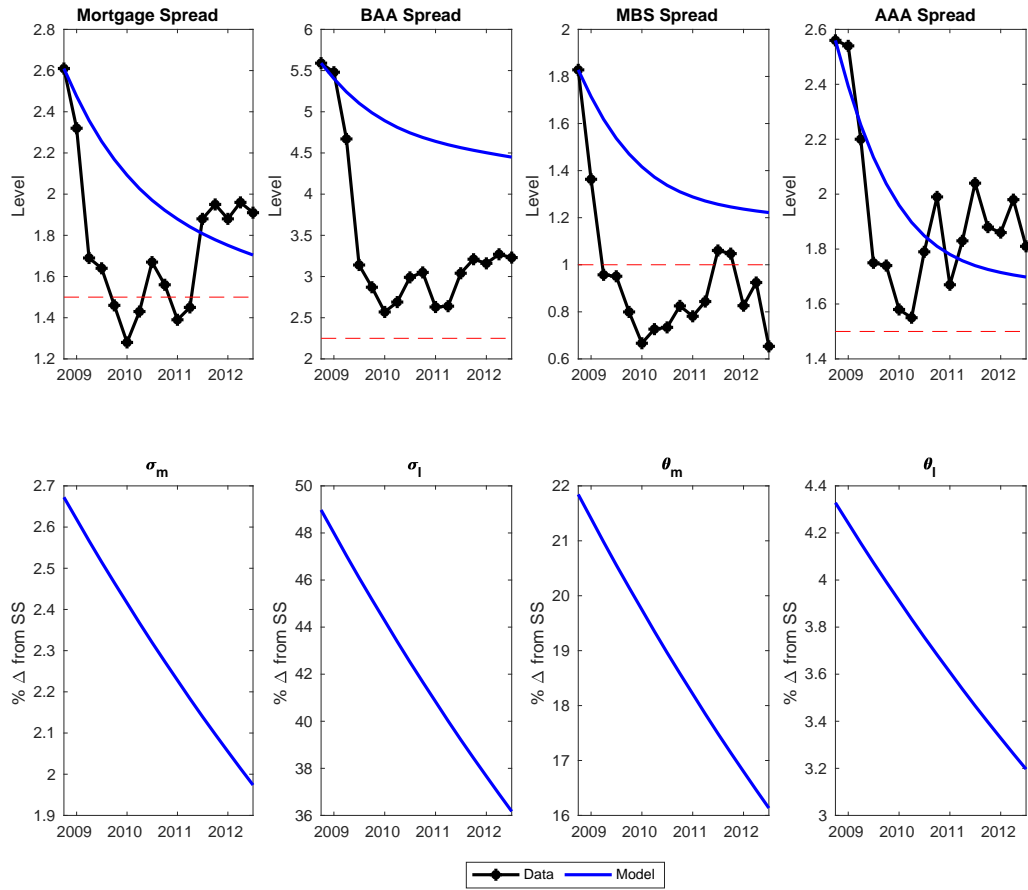 Mortgage Spread
Level
2.8
2.6
2.4
2.2
2
1.8
1.6
1.4
1.2
2009 2010 2011 2012
BAA Spread
Level
6
5.5
5
4.5
4
3.5
3
2.5
2
2009 2010 2011 2012
MBS Spread
Level
2
1.8
1.6
1.4
1.2
1
0.8
0.6
2009 2010 2011 2012
AAA Spread
Level
2.6
2.4
2.2
2
1.8
1.6
1.4
2009 2010 2011 2012
σm
% Δ from SS
2.7
2.6
2.5
2.4
2.3
2.2
2.1
2
1.9
2009 2010 2011 2012
σl
% Δ from SS
50
48
46
44
42
40
38
36
2009 2010 2011 2012
θm
% Δ from SS
22
21
20
19
18
17
16
2009 2010 2011 2012
θl
% Δ from SS
4.4
4.2
4
3.8
3.6
3.4
3.2
3
2009 2010 2011 2012
Data Model